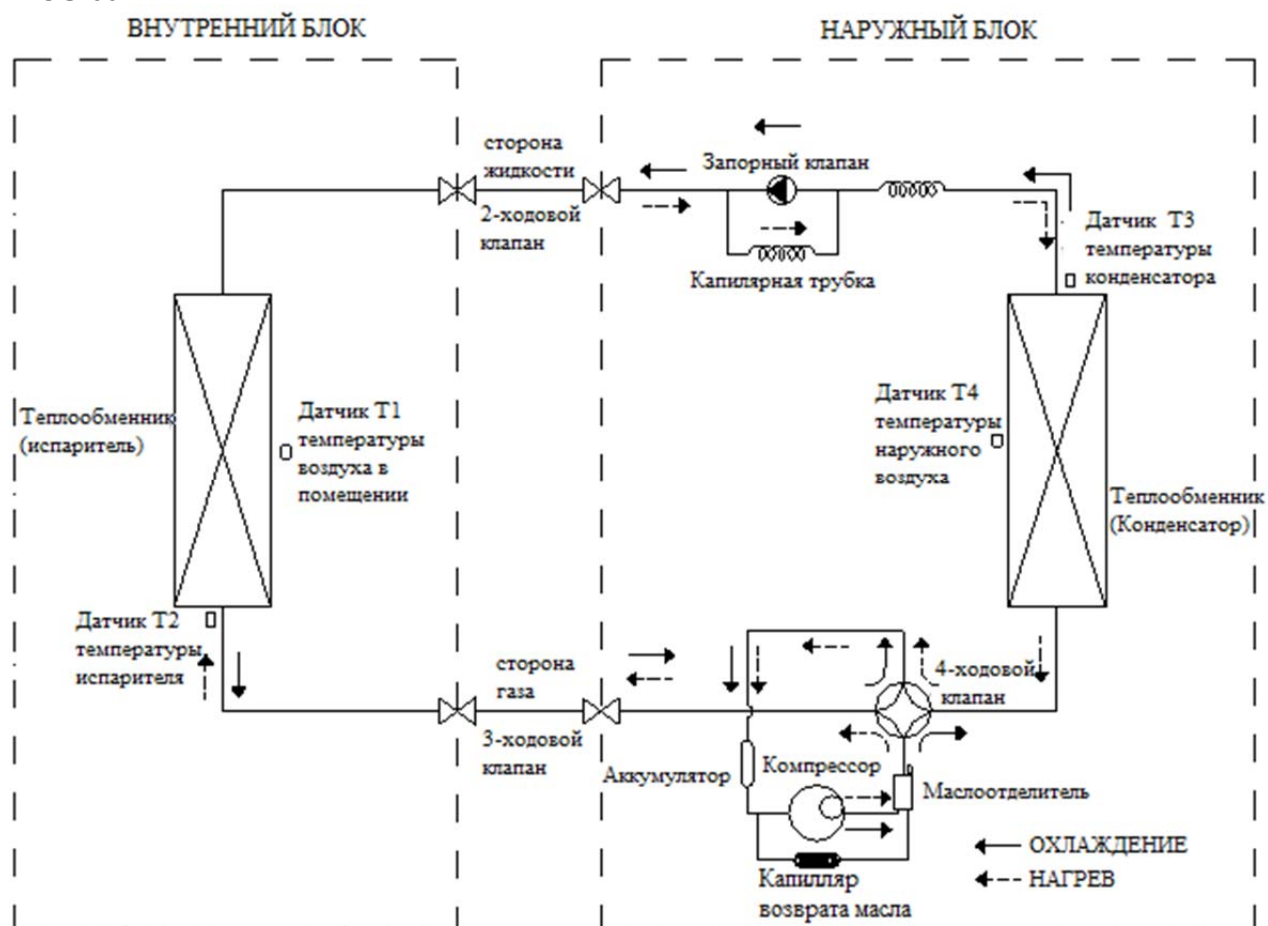 ВНУТРЕННИЙ БЛОК
НАРУЖНЫЙ БЛОК
сторона
жидкости
2-ходовой
клапан
Запорный клапан
Капилярная трубка
Датчик Т3
температуры
конденсатора
Теплообменник
(испаритель)
Датчик Т1
температуры
воздуха в
помещении
Датчик Т4
температуры
наружного
воздуха
Теплообменник
(Конденсатор)
Датчик Т2
температуры
испарителя
сторона
газа
3-ходовой
клапан
4-ходовой
клапан
Аккумулятор
Компрессор
Маслоотделитель
Капилляр
возврата масла
ОХЛАЖДЕНИЕ
НАГРЕВ